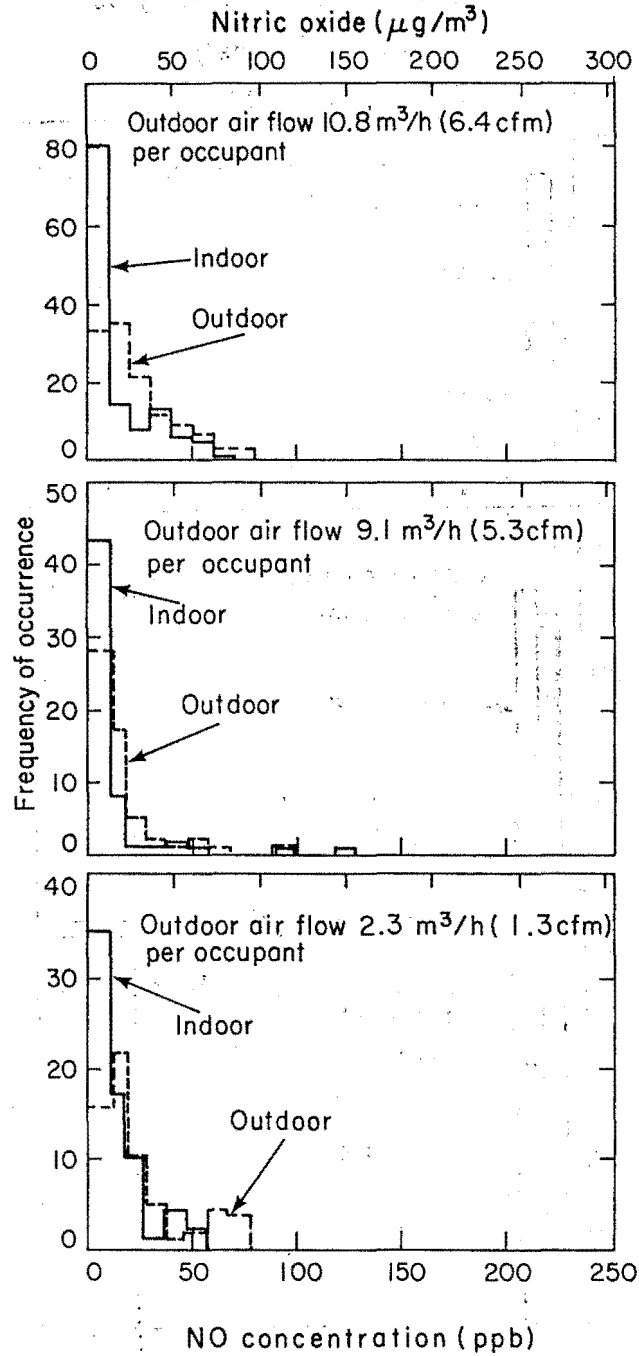 Nitric oxide (μg/m³)
0 50 100 150 200 250 300
Outdoor air flow 10.8 m³/h (6.4 cfm)
per occupant
80
60
Indoor
Outdoor
40
20
0
50
Outdoor air flow 9.1 m³/h (5.3cfm)
per occupant
40
Indoor
30
Outdoor
20
10
0
Frequency of occurrence
40
Outdoor air flow 2.3 m³/h (1.3cfm)
per occupant
30
Indoor
20
Outdoor
10
0
0 50 100 150 200 250
NO concentration (ppb)